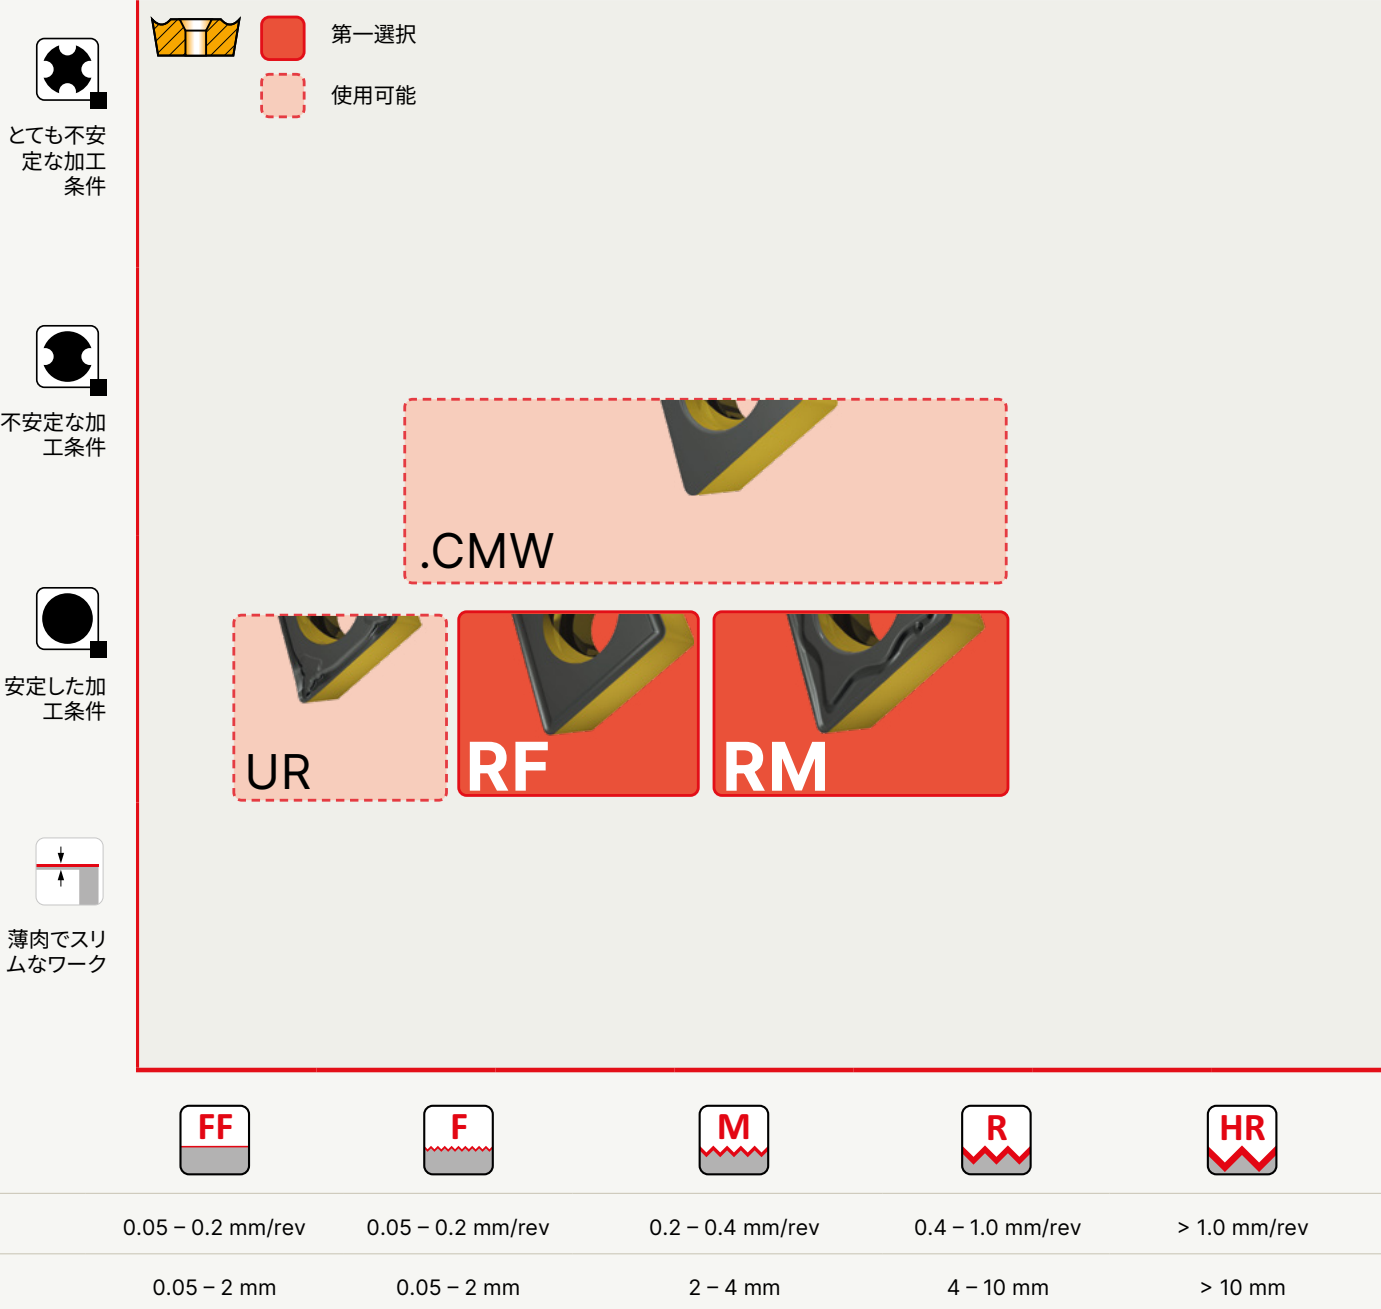 第一選択
使用可能
とても不安
定な加工
条件
不安定な加
工条件
.CMW
安定した加
工条件
UR
RF
RM
薄肉でスリ
ムなワーク
FF
F
M
R
HR
0.05 – 0.2 mm/rev
0.05 – 0.2 mm/rev
0.2 – 0.4 mm/rev
0.4 – 1.0 mm/rev
> 1.0 mm/rev
0.05 – 2 mm
0.05 – 2 mm
2 – 4 mm
4 – 10 mm
> 10 mm